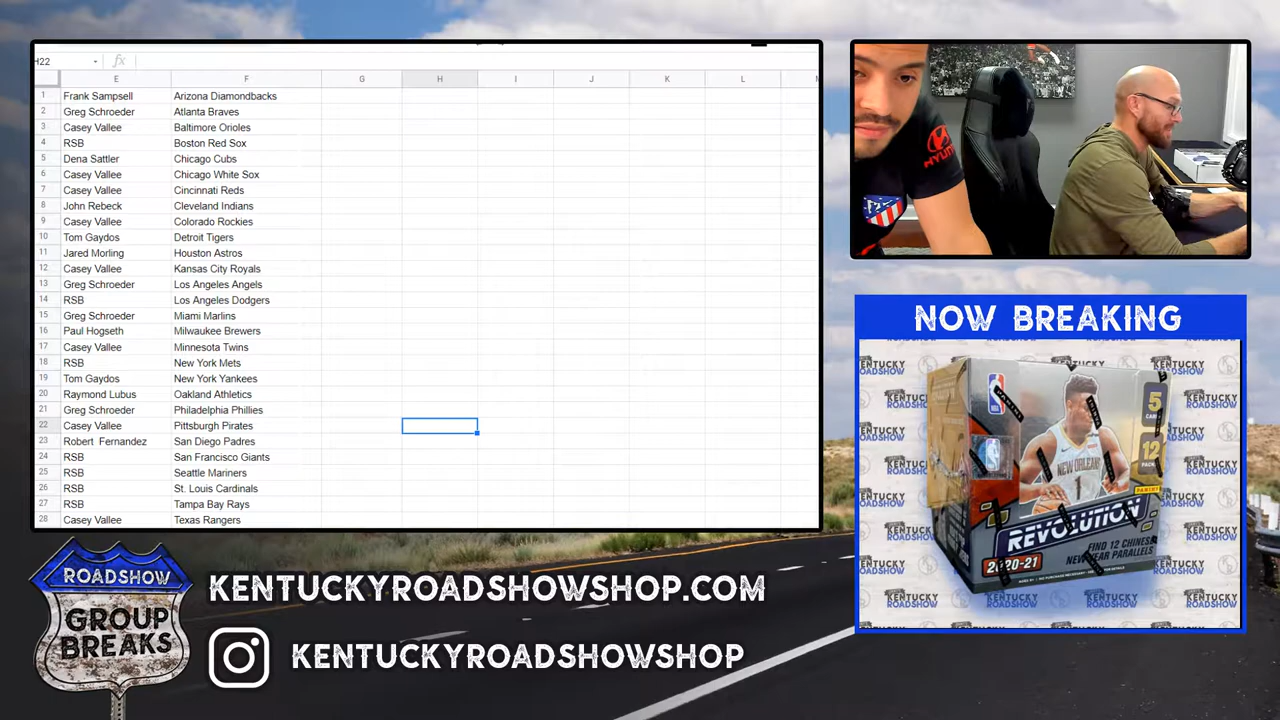 H22
fx
E F G H I J K L M
1 Frank Sampsell Arizona Diamondbacks
2 Greg Schroeder Atlanta Braves
3 Casey Vallee Baltimore Orioles
4 RSB Boston Red Sox
5 Dena Sattler Chicago Cubs
6 Casey Vallee Chicago White Sox
7 Casey Vallee Cincinnati Reds
8 John Rebeck Cleveland Indians
9 Casey Vallee Colorado Rockies
10 Tom Gaydos Detroit Tigers
11 Jared Morling Houston Astros
12 Casey Vallee Kansas City Royals
13 Greg Schroeder Los Angeles Angels
14 RSB Los Angeles Dodgers
15 Greg Schroeder Miami Marlins
16 Paul Hogseth Milwaukee Brewers
17 Casey Vallee Minnesota Twins
18 RSB New York Mets
19 Tom Gaydos New York Yankees
20 Raymond Lubus Oakland Athletics
21 Greg Schroeder Philadelphia Phillies
22 Casey Vallee Pittsburgh Pirates
23 Robert Fernandez San Diego Padres
24 RSB San Francisco Giants
25 RSB Seattle Mariners
26 RSB St. Louis Cardinals
27 RSB Tampa Bay Rays
28 Casey Vallee Texas Rangers
HYUN
NOW BREAKING
KENTUCKY
ROADSHOW
5
12
NEW ORLEANS
1
PANINI
REVOLUTION
2020-21
FIND 12 CHINESE
NEW YEAR PARALLELS
ROADSHOW
GROUP
BREAKS
KENTUCKYROADSHOWSHOP.COM
KENTUCKYROADSHOWSHOP